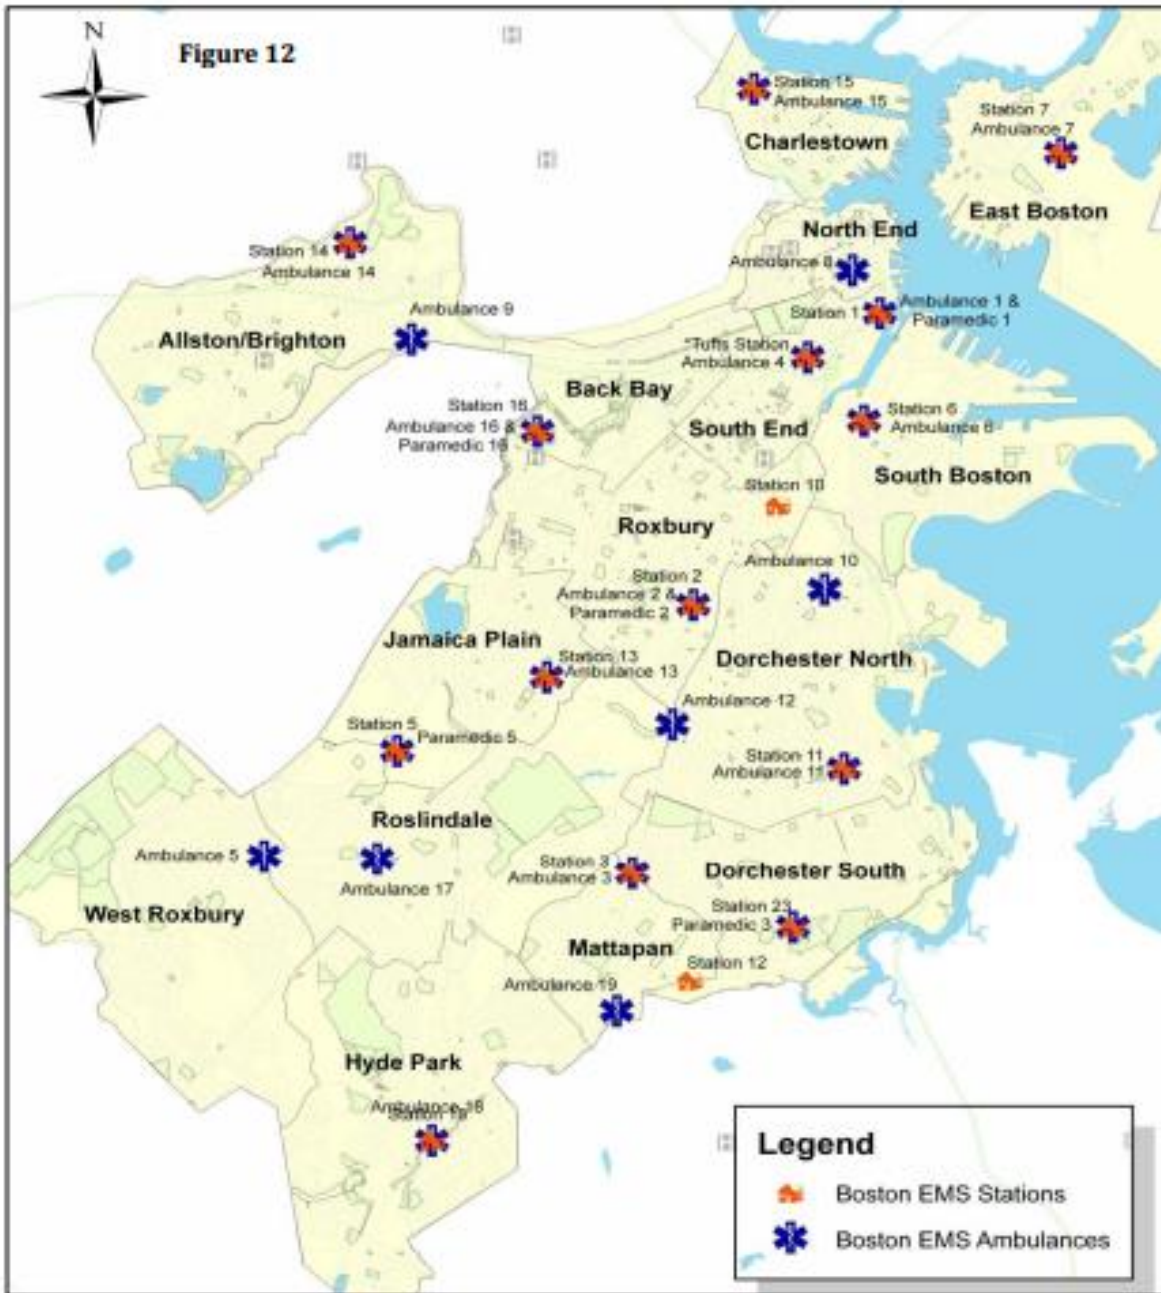 N
Figure 12
Station 15
Ambulance 15
Charlestown
Station 7
Ambulance 7
East Boston
North End
Ambulance 8
Station 14
Ambulance 14
Ambulance 9
Ambulance 1 &
Station 1
Paramedic 1
Allston/Brighton
"Tufts Station
Ambulance 4
Back Bay
Station 16
Ambulance 16 &
Paramedic 16
South End
Station 6
Ambulance 6
South Boston
Station 10
Roxbury
Ambulance 10
Station 2
Ambulance 2 &
Paramedic 2
Jamaica Plain
Station 13
Ambulance 13
Dorchester North
Ambulance 12
Station 5
Paramedic 5
Station 11
Ambulance 11
Roslindale
Ambulance 5
Ambulance 17
Station 3
Ambulance 3
Dorchester South
West Roxbury
Station 23
Paramedic 3
Mattapan
Station 12
Ambulance 19
Hyde Park
Ambulance 18
Station
Legend
Boston EMS Stations
Boston EMS Ambulances